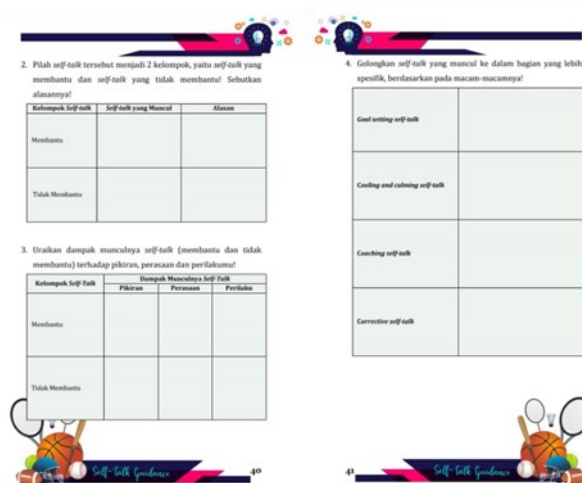 2. Pilah self-talk tersebut menjadi 2 kelompok, yaitu self-talk yang
membantu dan self-talk yang tidak membantu! Sebutkan
alasannya!
Kelompok Self-talk Self-talk yang Muncul Alasan
Membantu
Tidak Membantu
3. Uraikan dampak munculnya self-talk (membantu dan tidak
membantu) terhadap pikiran, perasaan dan perilakumu!
Kelompok Self-Talk Dampak Munculnya Self-Talk
Pikiran Perasaan Perilaku
Membantu
Tidak Membantu
Self-Talk Guidance 40
4. Golongkan self-talk yang muncul ke dalam bagian yang lebih
spesifik, berdasarkan pada macam-macamnya!
Goal setting self-talk
Cooling and calming self-talk
Coaching self-talk
Corrective self-talk
41 Self-Talk Guidance